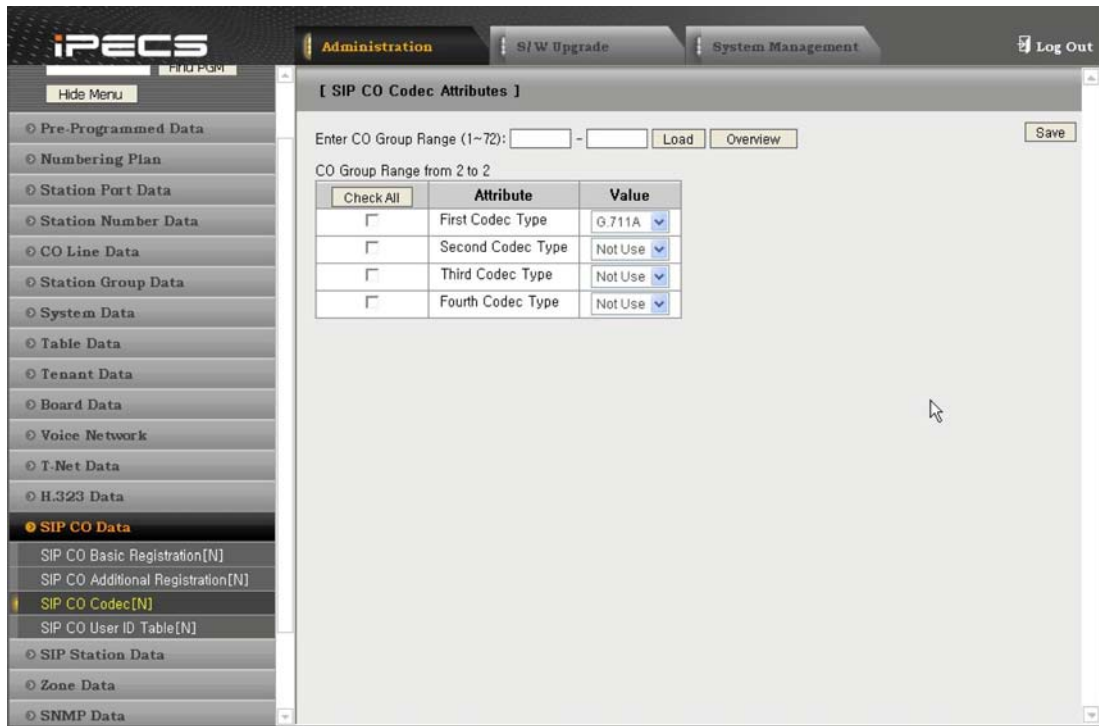 iPECS
Administration
S/W Upgrade
System Management
Log Out
Find PGM
Hide Menu
Pre-Programmed Data
Numbering Plan
Station Port Data
Station Number Data
CO Line Data
Station Group Data
System Data
Table Data
Tenant Data
Board Data
Voice Network
T-Net Data
H.323 Data
SIP CO Data
SIP CO Basic Registration[N]
SIP CO Additional Registration[N]
SIP CO Codec[N]
SIP CO User ID Table[N]
SIP Station Data
Zone Data
SNMP Data
[ SIP CO Codec Attributes ]
Enter CO Group Range (1~72): - Load Overview Save
CO Group Range from 2 to 2
Check All Attribute Value
First Codec Type G.711A
Second Codec Type Not Use
Third Codec Type Not Use
Fourth Codec Type Not Use